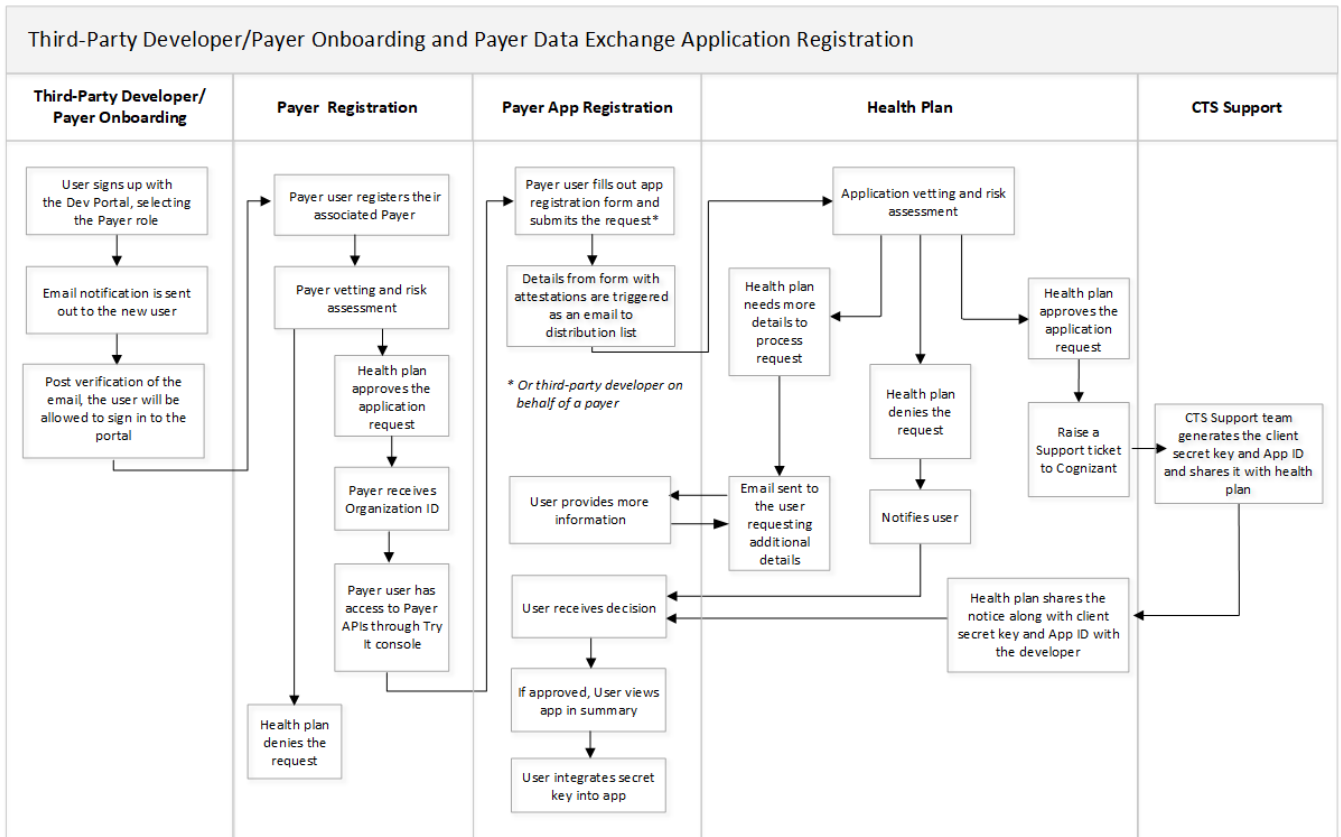 Third-Party Developer/Payer Onboarding and Payer Data Exchange Application Registration
Third-Party Developer/
Payer Onboarding
Payer Registration
Payer App Registration
Health Plan
CTS Support
User signs up with
the Dev Portal, selecting
the Payer role
Email notification is sent
out to the new user
Post verification of the
email, the user will be
allowed to sign in to the
portal
Payer user registers their
associated Payer
Payer vetting and risk
assessment
Health plan
approves the
application
request
Payer receives
Organization ID
Payer user has
access to Payer
APIs through Try
It console
Health plan
denies the
request
Payer user fills out app
registration form and
submits the request*
Details from form with
attestations are triggered
as an email to
distribution list
* Or third-party developer on
behalf of a payer
User provides more
information
User receives decision
If approved, User views
app in summary
User integrates secret
key into app
Application vetting and risk
assessment
Health plan
needs more
details to
process
request
Email sent to
the user
requesting
additional
details
Health plan
denies the
request
Notifies user
Health plan
approves the
application
request
Raise a
Support ticket
to Cognizant
Health plan shares the
notice along with client
secret key and App ID with
the developer
CTS Support team
generates the client
secret key and App ID
and shares it with health
plan